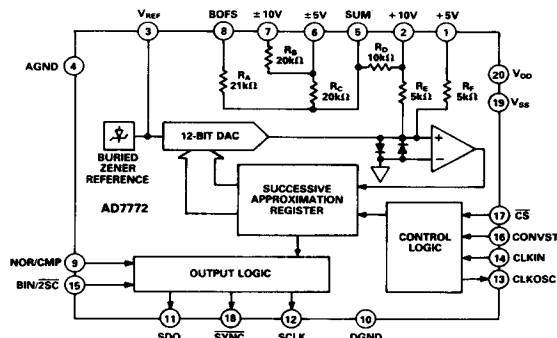 VREF BOFS ±10V ±5V SUM +10V +5V
3 8 7 6 5 2 1
AGND
4
RA
21kΩ
RB
20kΩ
RC
20kΩ
RD
10kΩ
RE
5kΩ
RF
5kΩ
20 VDD
19 VSS
12-BIT DAC
+
−
BURIED
ZENER
REFERENCE
AD7772
SUCCESSIVE
APPROXIMATION
REGISTER
CONTROL
LOGIC
17 CS
16 CONVST
14 CLKIN
13 CLKOSC
NOR/CMP 9
BIN/2SC 15
OUTPUT LOGIC
11 18 12 10
SDO SYNC SCLK DGND